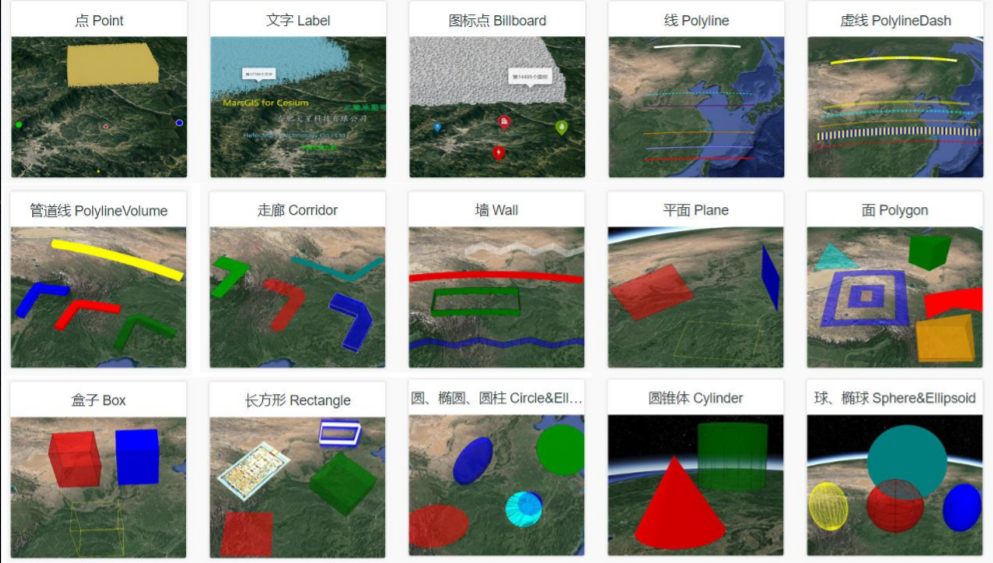 点 Point
文字 Label
图标点 Billboard
线 Polyline
虚线 PolylineDash
MarsGIS for Cesium
管道线 PolylineVolume
走廊 Corridor
墙 Wall
平面 Plane
面 Polygon
盒子 Box
长方形 Rectangle
圆、椭圆、圆柱 Circle&Ell...
圆锥体 Cylinder
球、椭球 Sphere&Ellipsoid